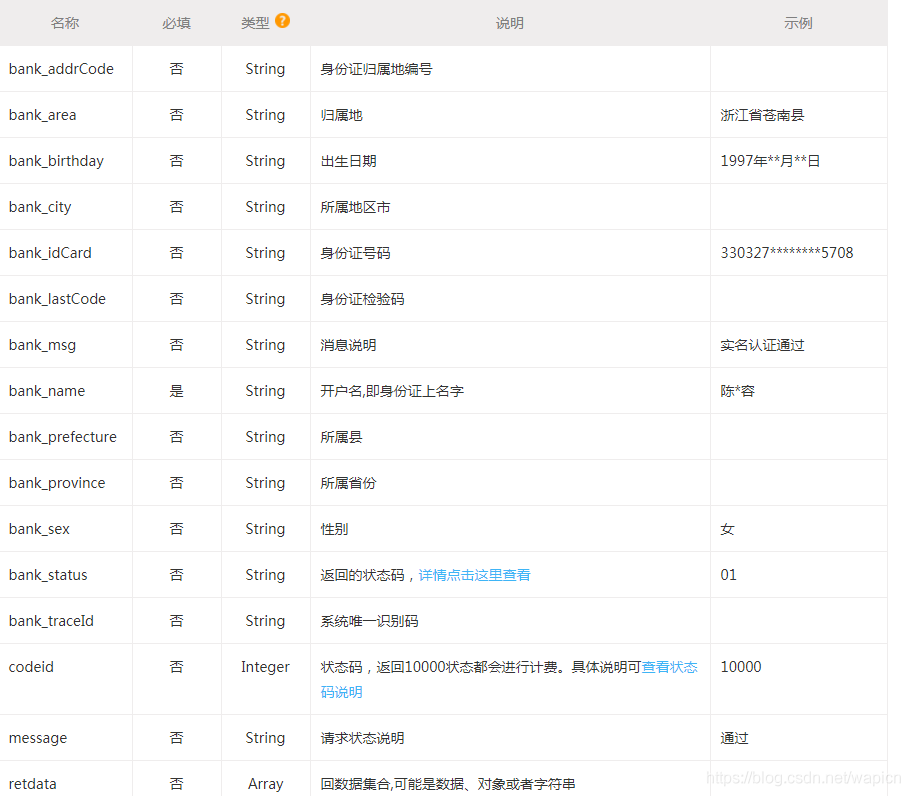 名称 必填 类型 ? 说明 示例
bank_addrCode 否 String 身份证归属地编号
bank_area 否 String 归属地 浙江省苍南县
bank_birthday 否 String 出生日期 1997年**月**日
bank_city 否 String 所属地区市
bank_idCard 否 String 身份证号码 330327********5708
bank_lastCode 否 String 身份证检验码
bank_msg 否 String 消息说明 实名认证通过
bank_name 是 String 开户名,即身份证上名字 陈*容
bank_prefecture 否 String 所属县
bank_province 否 String 所属省份
bank_sex 否 String 性别 女
bank_status 否 String 返回的状态码，详情点击这里查看 01
bank_traceId 否 String 系统唯一识别码
codeid 否 Integer 状态码，返回10000状态都会进行计费。具体说明可查看状态 10000
码说明
message 否 String 请求状态说明 通过
retdata 否 Array 回数据集合,可能是数据、对象或者字符串
https://blog.csdn.net/wapicn